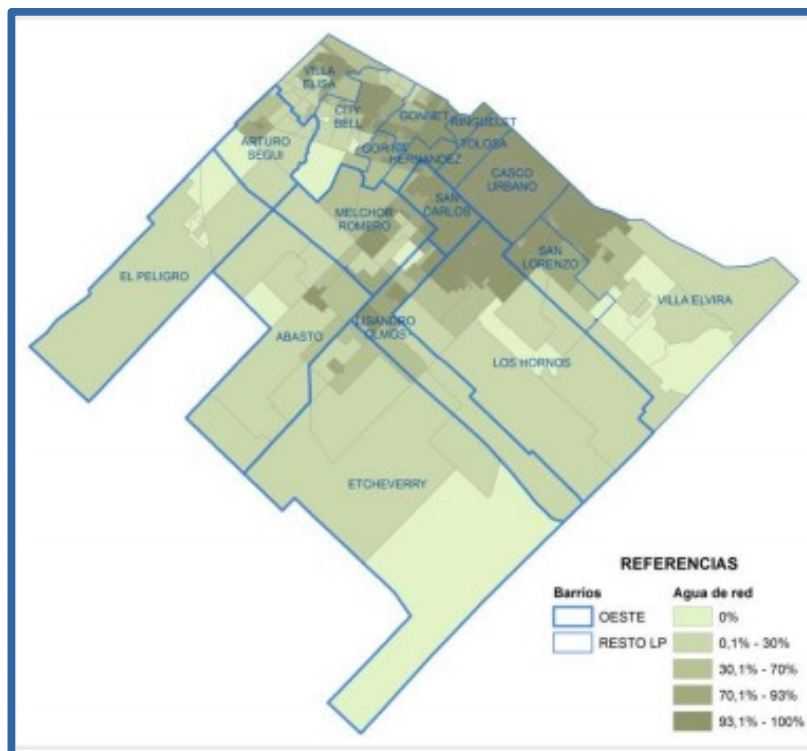 VILLA
ELISA
CITY
BELL
GONNET
RINGUELET
ARTURO
SEGUI
GORINA
HERNANDEZ
TOLOSA
CASCO
URBANO
MELCHOR
ROMERO
SAN
CARLOS
EL PELIGRO
SAN
LORENZO
VILLA ELVIRA
ABASTO
LISANDRO
OLMOS
LOS HORNOS
ETCHEVERRY
REFERENCIAS
Barrios
OESTE
RESTO LP
Agua de red
0%
0,1% - 30%
30,1% - 70%
70,1% - 93%
93,1% - 100%